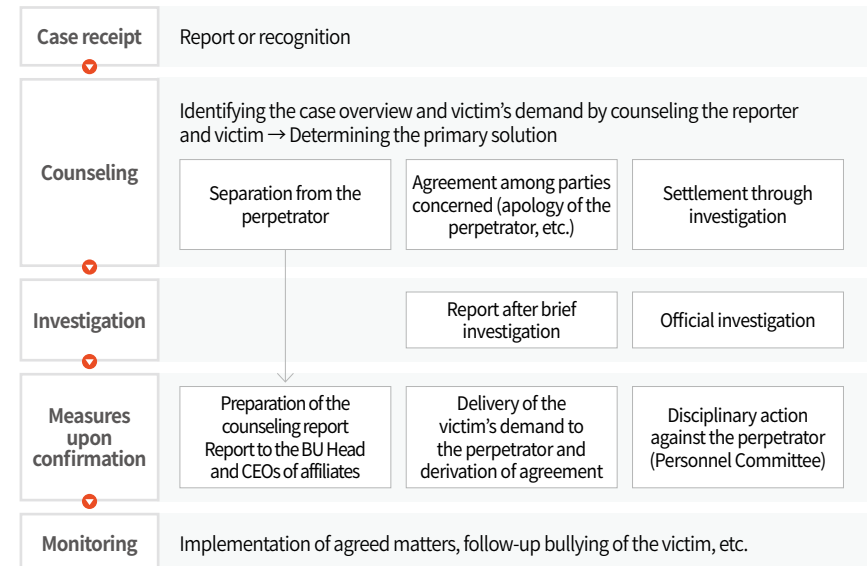 Case receipt
Report or recognition
Counseling
Identifying the case overview and victim's demand by counseling the reporter
and victim → Determining the primary solution
Separation from the
perpetrator
Agreement among parties
concerned (apology of the
perpetrator, etc.)
Settlement through
investigation
Investigation
Report after brief
investigation
Official investigation
Measures
upon
confirmation
Preparation of the
counseling report
Report to the BU Head
and CEOs of affiliates
Delivery of the
victim's demand to
the perpetrator and
derivation of agreement
Disciplinary action
against the perpetrator
(Personnel Committee)
Monitoring
Implementation of agreed matters, follow-up bullying of the victim, etc.